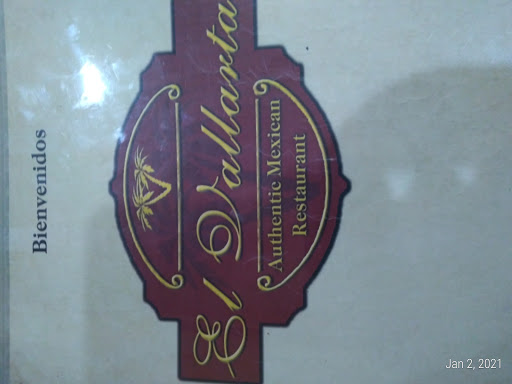 Bienvenidos
El Vallarta
Authentic Mexican
Restaurant
Jan 2, 2021